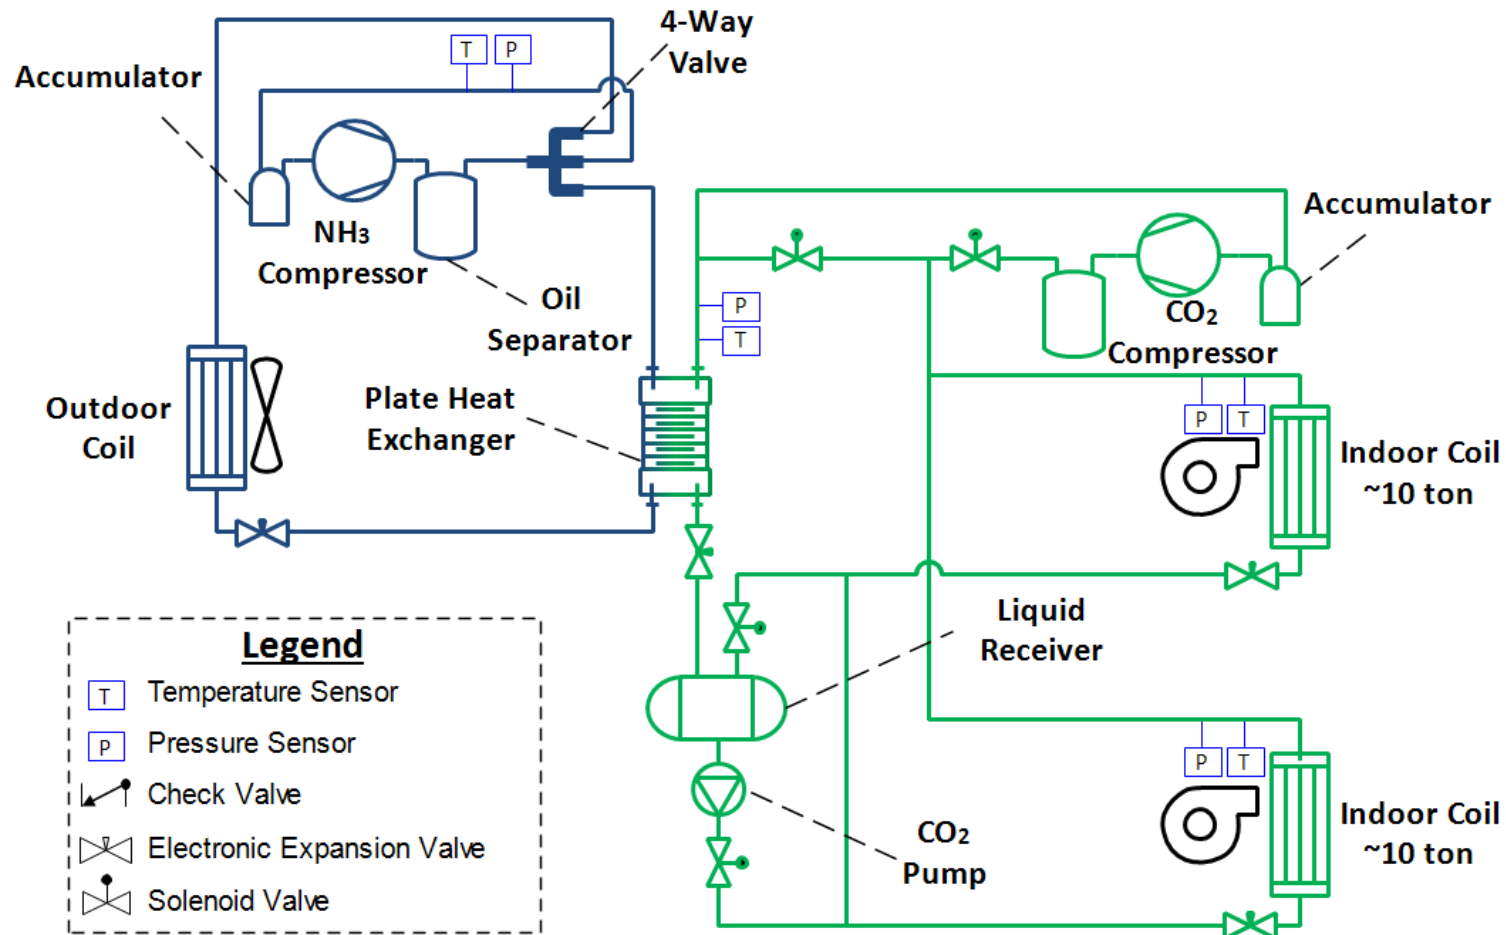 4-Way
Valve
T
P
Accumulator
NH3
Compressor
Oil
Separator
Accumulator
P
T
CO2
Compressor
Outdoor
Coil
Plate Heat
Exchanger
P
T
Indoor Coil
~10 ton
Liquid
Receiver
Legend
T Temperature Sensor
P Pressure Sensor
Check Valve
Electronic Expansion Valve
Solenoid Valve
P
T
Indoor Coil
~10 ton
CO2
Pump